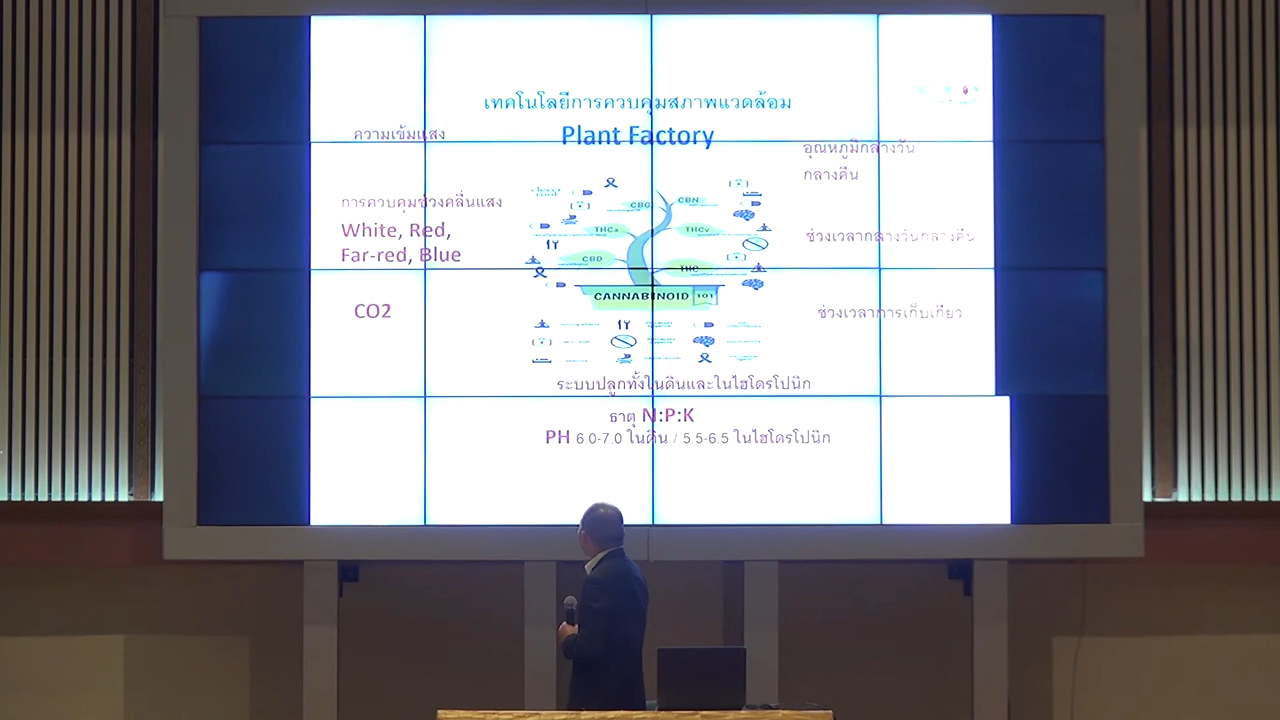 เทคโนโลยีการควบคุมสภาพแวดล้อม
Plant Factory
ความเข้มแสง
การควบคุมช่วงคลื่นแสง
White, Red,
Far-red, Blue
CO2
อุณหภูมิกลางวัน
กลางคืน
ช่วงเวลากลางวันกลางคืน
ช่วงเวลาการเก็บเกี่ยว
CBG
CBN
THCa
THCv
CBD
THC
CANNABINOID 101
ระบบปลูกทั้งในดินและในไฮโดรโปนิก
ธาตุ N:P:K
PH 6.0-7.0 ในดิน / 5.5-6.5 ในไฮโดรโปนิก